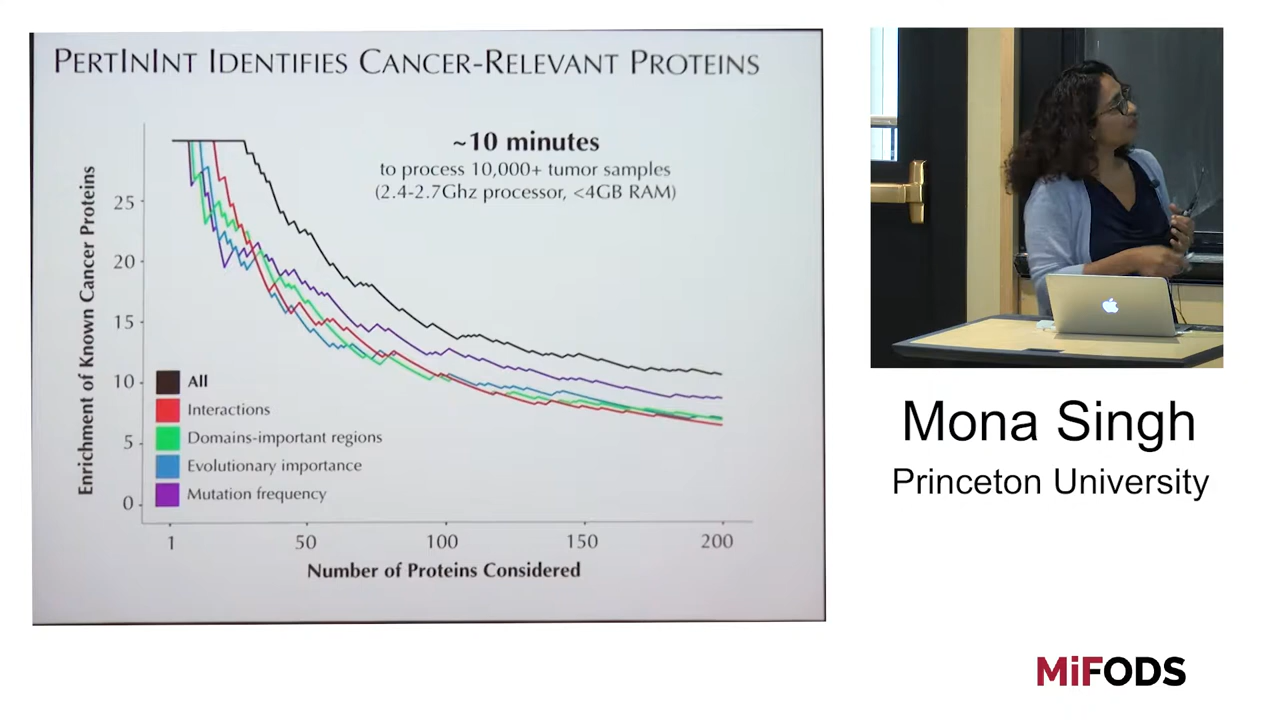 PERTININT IDENTIFIES CANCER-RELEVANT PROTEINS
~10 minutes
to process 10,000+ tumor samples
(2.4-2.7Ghz processor, <4GB RAM)
Enrichment of Known Cancer Proteins
25
20
15
10
5
0
All
Interactions
Domains-important regions
Evolutionary importance
Mutation frequency
1
50
100
150
200
Number of Proteins Considered
Mona Singh
Princeton University
MiFODS